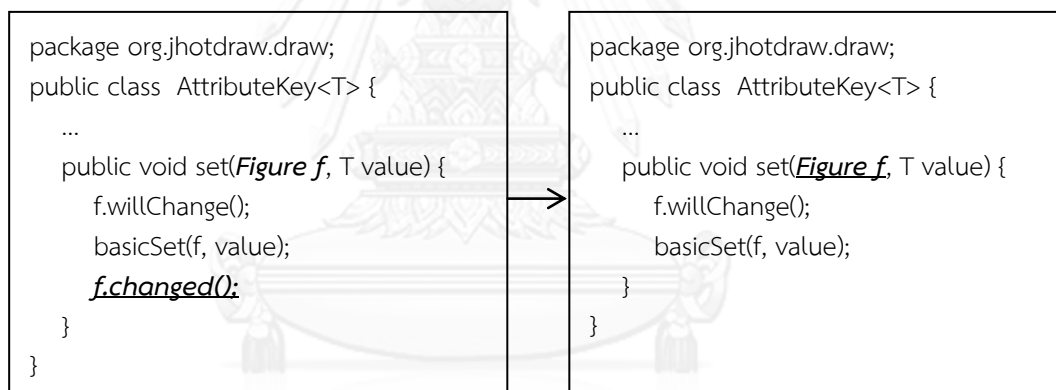 package org.jhotdraw.draw;
public class  AttributeKey<T> {
...
public void set(Figure f, T value) {
f.willChange();
basicSet(f, value);
f.changed();
}
}
package org.jhotdraw.draw;
public class  AttributeKey<T> {
...
public void set(Figure f, T value) {
f.willChange();
basicSet(f, value);
}
}